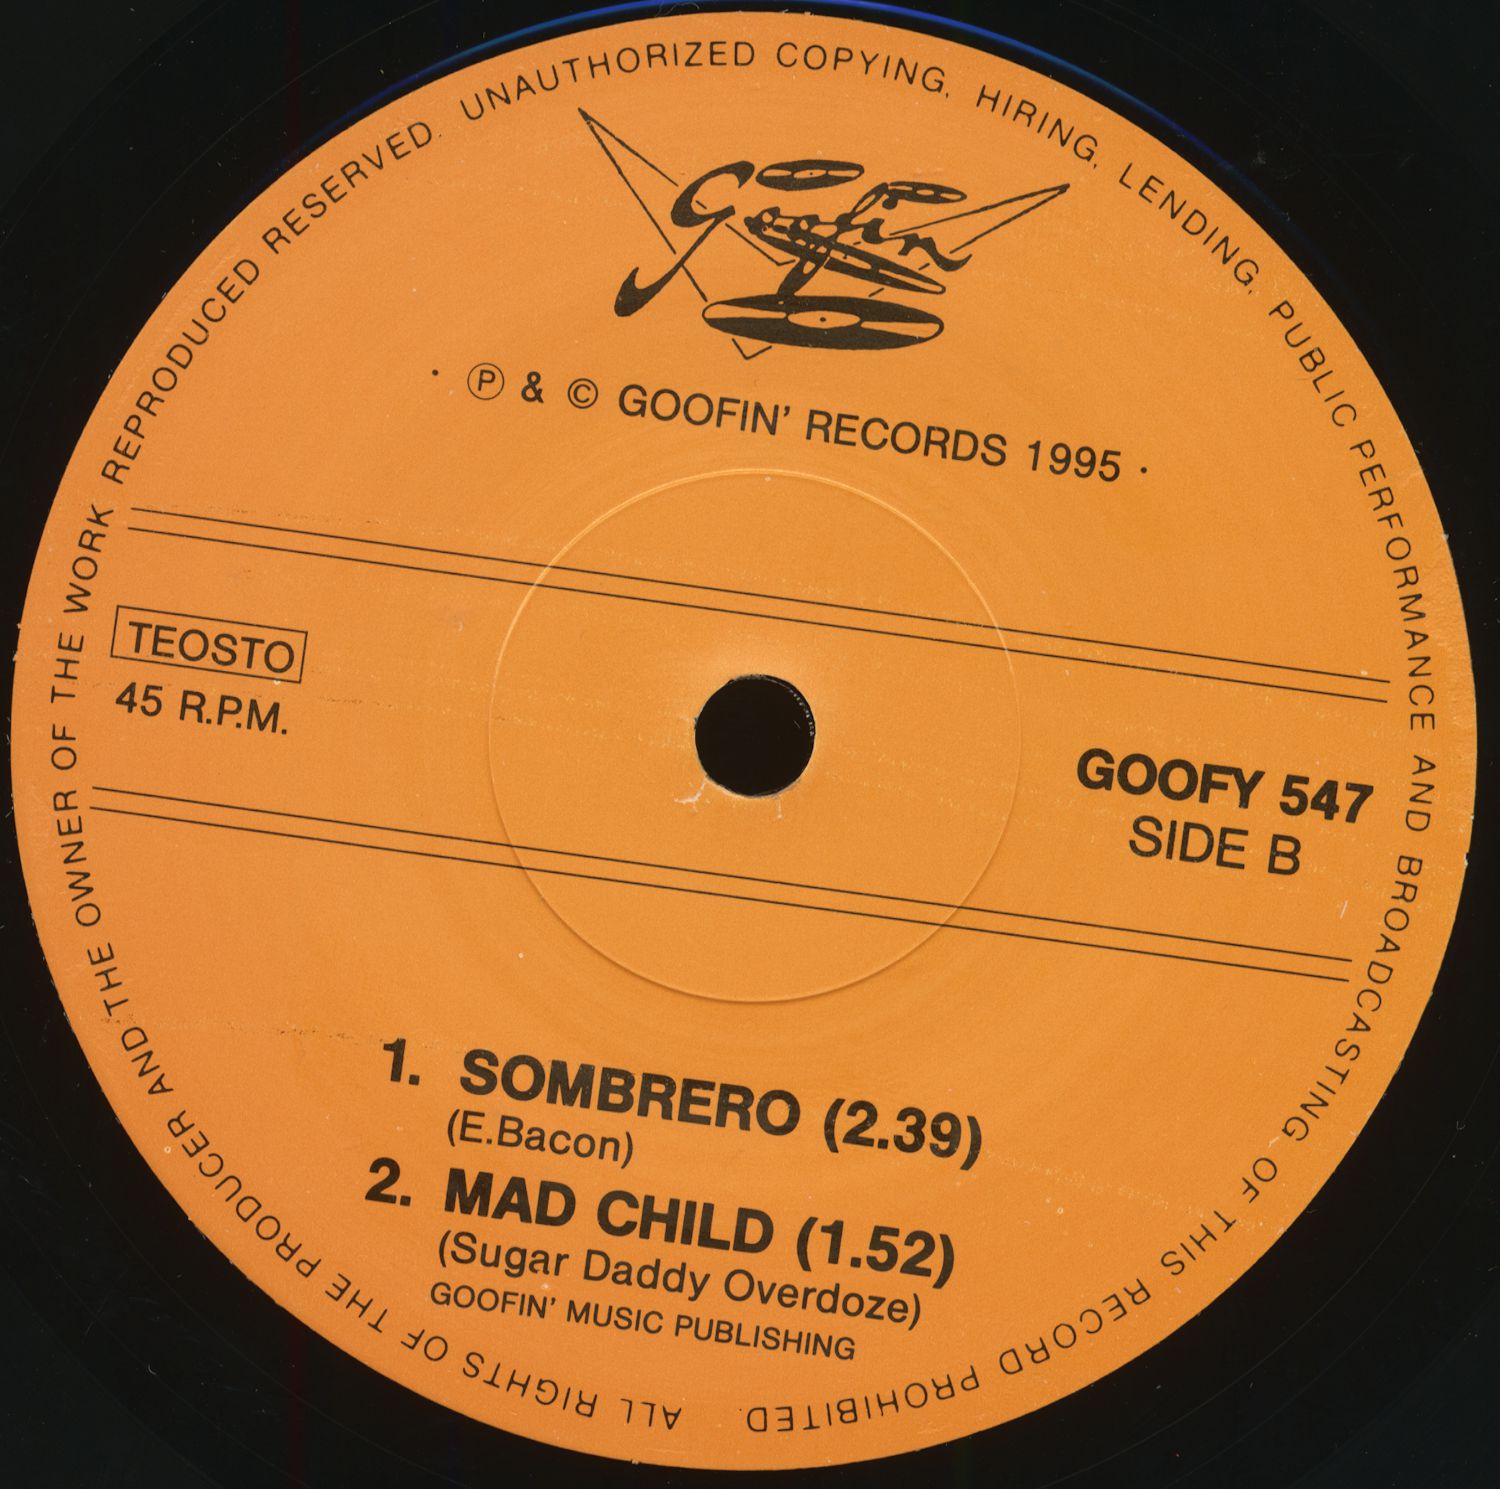 ALL RIGHTS OF THE PRODUCER AND THE OWNER OF THE WORK REPRODUCED RESERVED. UNAUTHORIZED COPYING, HIRING, LENDING, PUBLIC PERFORMANCE AND BROADCASTING OF THIS RECORD PROHIBITED
Goofin
· Ⓟ & © GOOFIN' RECORDS 1995 ·
TEOSTO
45 R.P.M.
GOOFY 547
SIDE B
1. SOMBRERO (2.39)
(E.Bacon)
2. MAD CHILD (1.52)
(Sugar Daddy Overdoze)
GOOFIN' MUSIC PUBLISHING